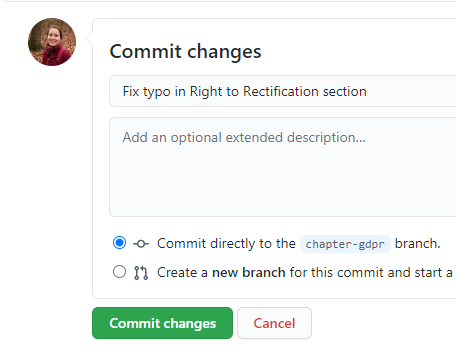 Commit changes
Fix typo in Right to Rectification section
Add an optional extended description...
Commit directly to the chapter-gdpr branch.
Create a new branch for this commit and start a
Commit changes Cancel